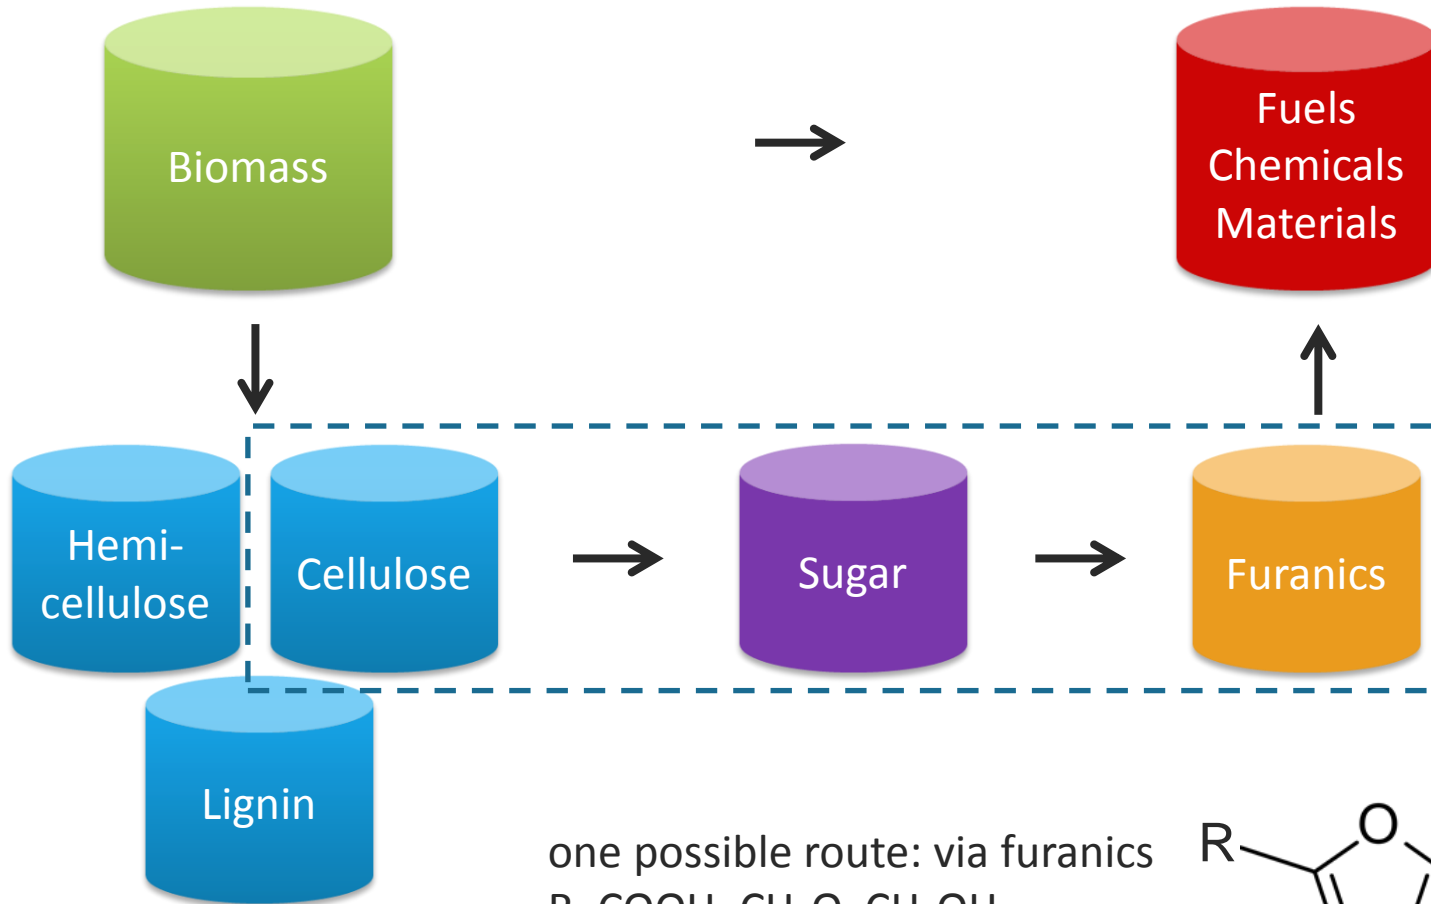 Biomass
Fuels
Chemicals
Materials
Hemi-
cellulose
Cellulose
Sugar
Furanics
Lignin
one possible route: via furanics
R
O